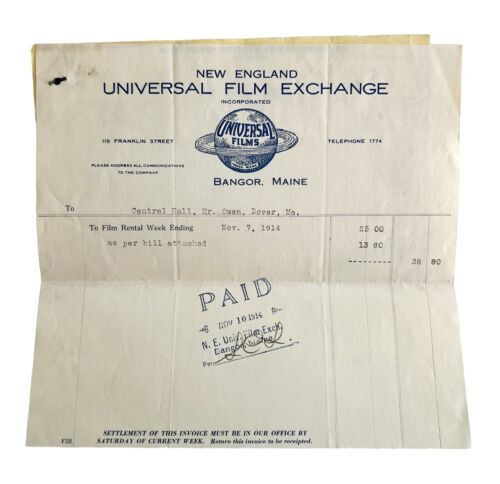 NEW ENGLAND
UNIVERSAL FILM EXCHANGE
INCORPORATED
UNIVERSAL
FILMS
119 FRANKLIN STREET
TELEPHONE 1774
PLEASE ADDRESS ALL COMMUNICATIONS
TO THE COMPANY
BANGOR, MAINE
To Central Hall, Mr. Owen, Dover, Me.
To Film Rental Week Ending Nov. 7, 1914 25 00
as per bill attached 13 80
38 80
PAID
NOV 10 1914
N. E. Univ. Film Exch.
Bangor, Maine
Per
SETTLEMENT OF THIS INVOICE MUST BE IN OUR OFFICE BY
SATURDAY OF CURRENT WEEK. Return this invoice to be receipted.
F5B